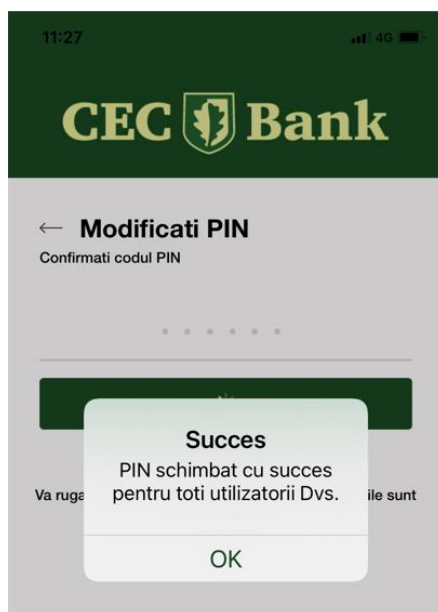 11:27
4G
CEC Bank
← Modificati PIN
Confirmati codul PIN
Succes
PIN schimbat cu succes
Va ruga pentru toti utilizatorii Dvs. ile sunt
OK